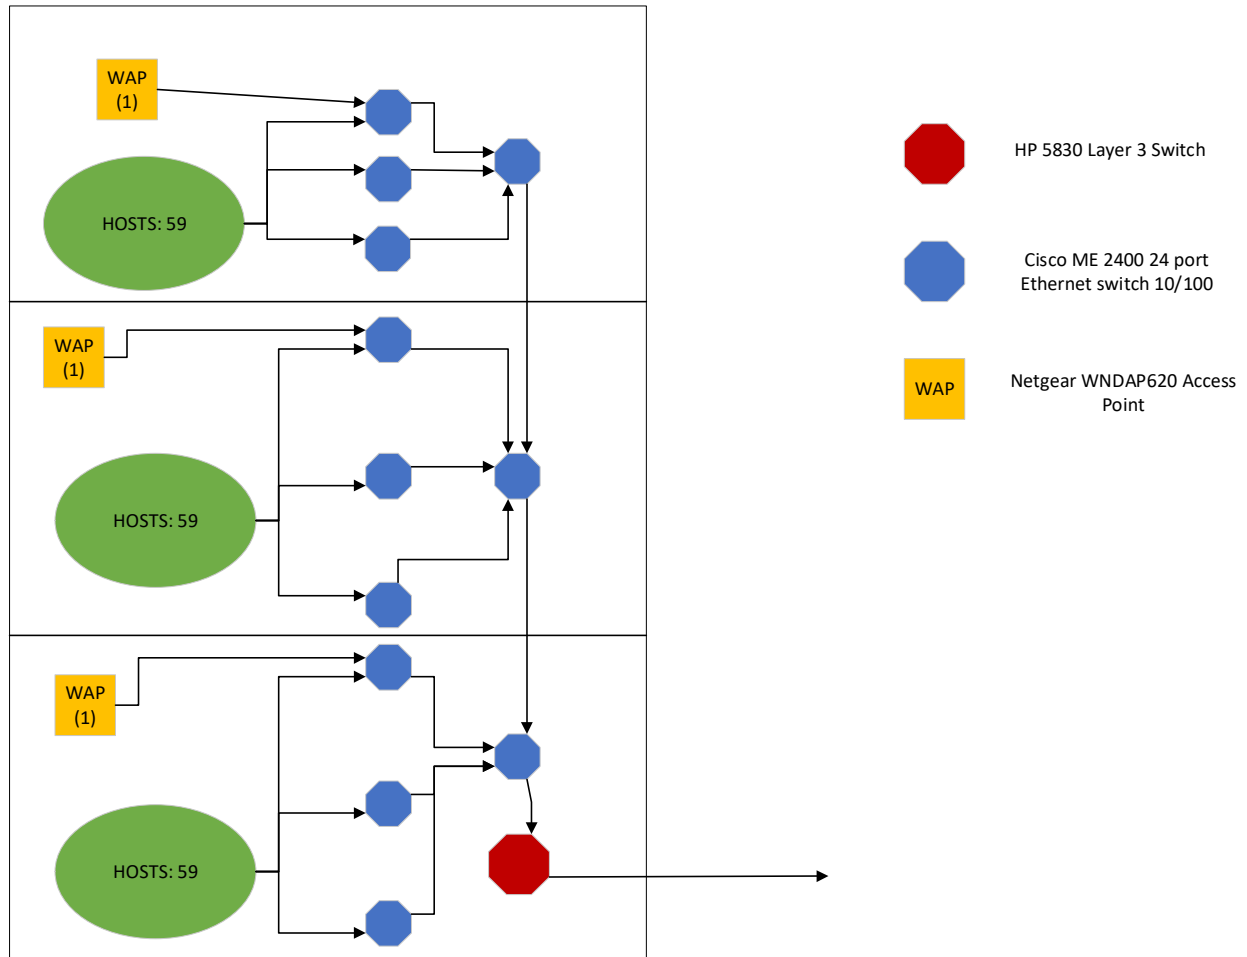 WAP
(1)
HOSTS: 59
WAP
(1)
HOSTS: 59
WAP
(1)
HOSTS: 59
HP 5830 Layer 3 Switch
Cisco ME 2400 24 port
Ethernet switch 10/100
WAP
Netgear WNDAP620 Access
Point